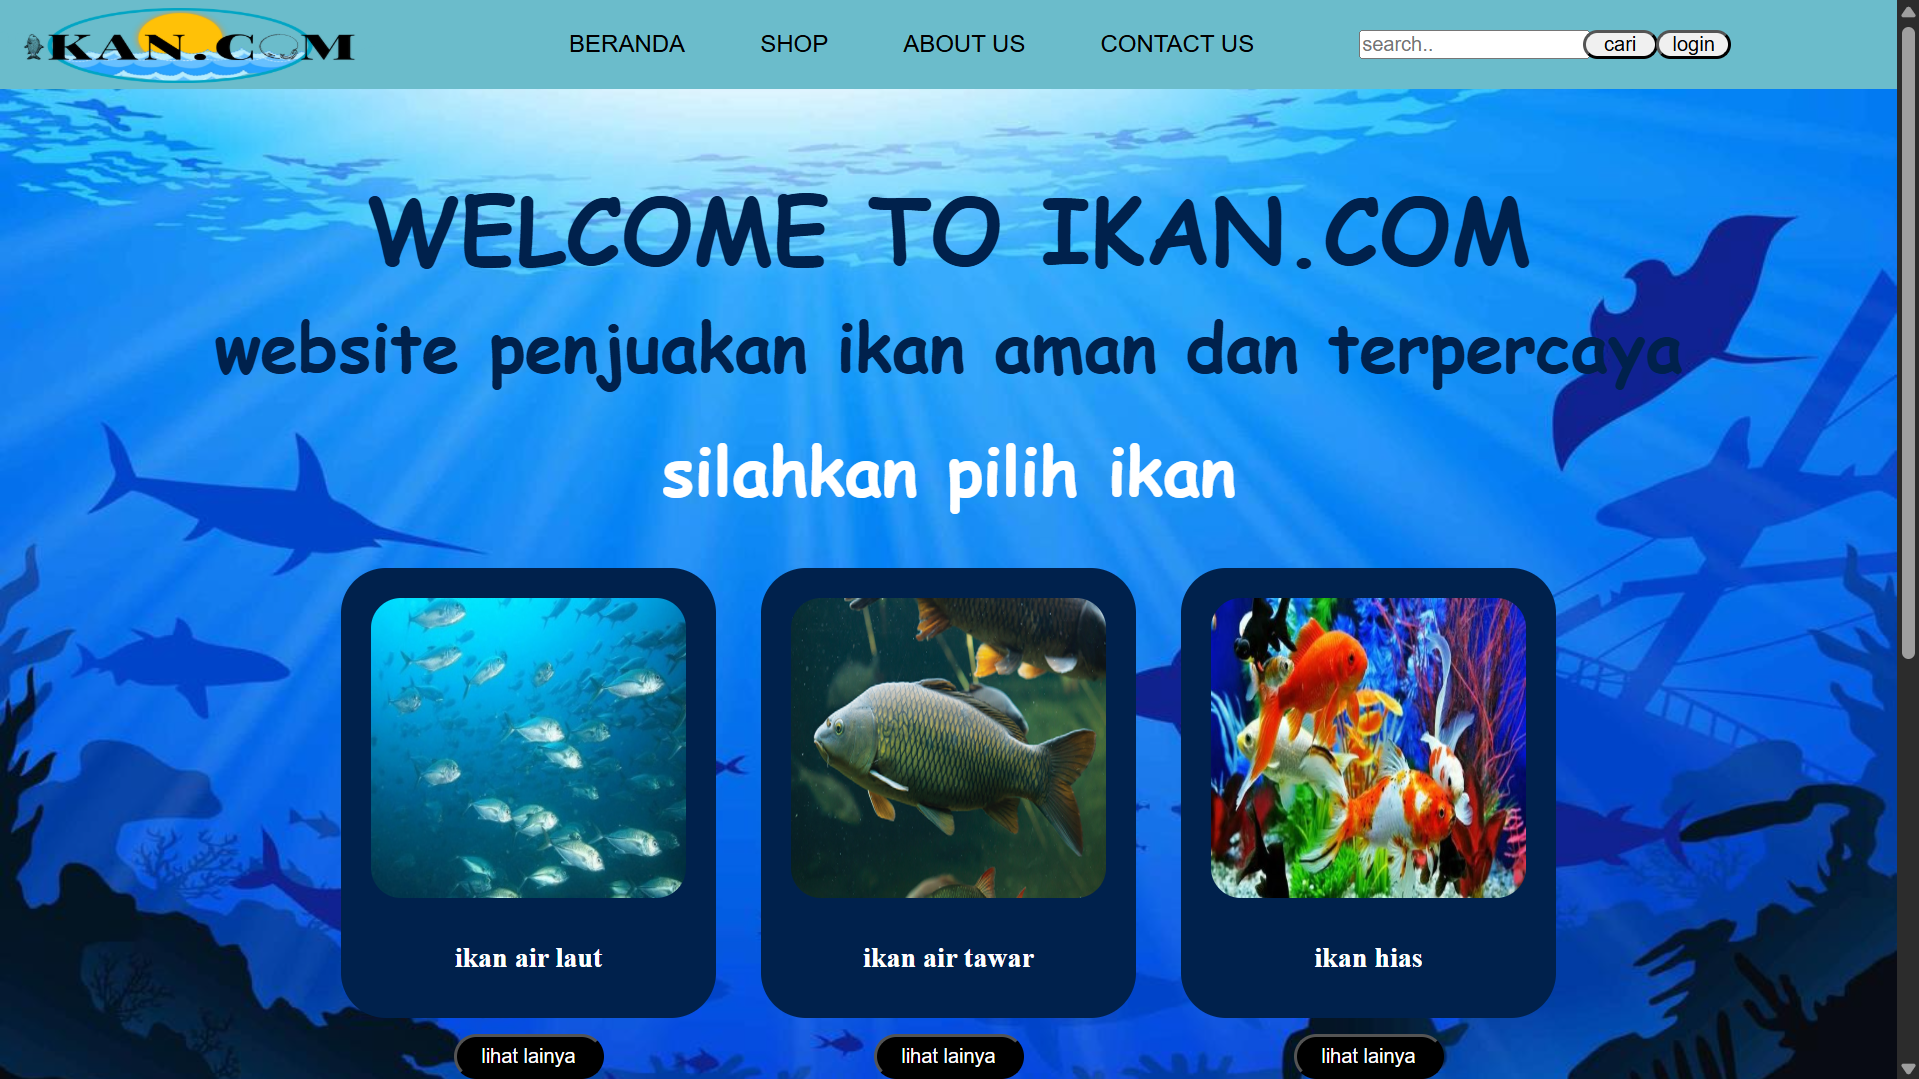 iKAN.COM
BERANDA SHOP ABOUT US CONTACT US search.. cari login
WELCOME TO IKAN.COM
website penjuakan ikan aman dan terpercaya
silahkan pilih ikan
ikan air laut ikan air tawar ikan hias
lihat lainya lihat lainya lihat lainya